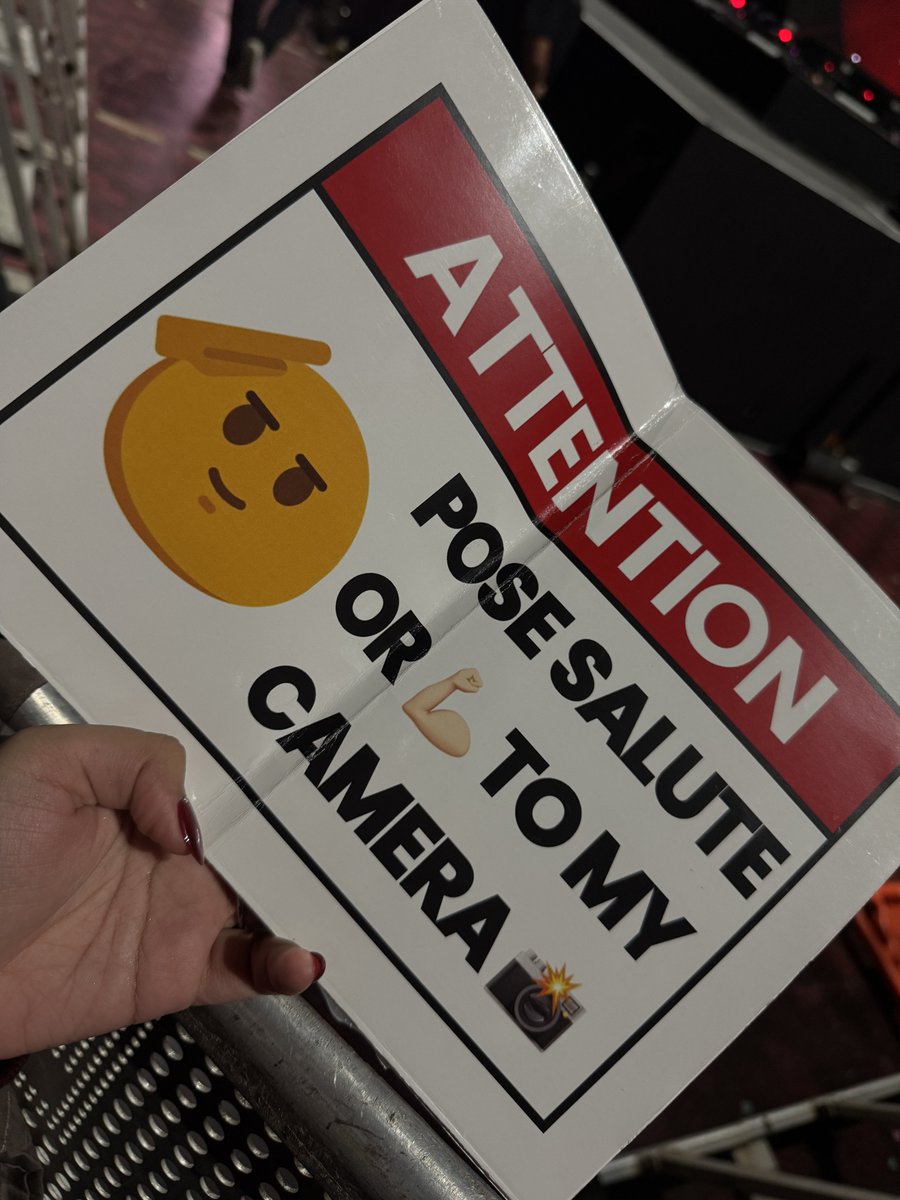 ATTENTION
POSE SALUTE
OR 💪🏼 TO MY
CAMERA 📸